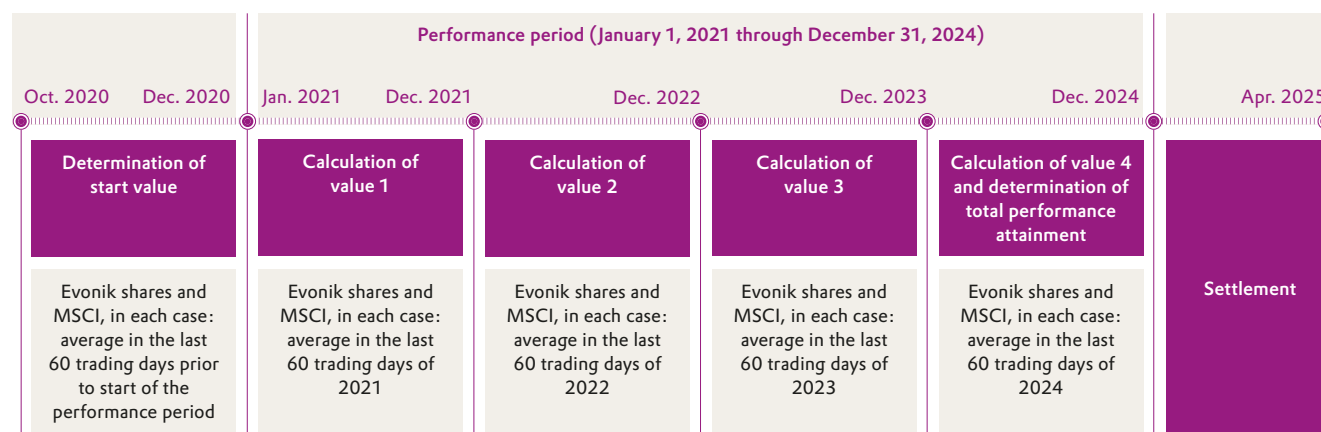 Performance period (January 1, 2021 through December 31, 2024)
Oct. 2020
Dec. 2020
Jan. 2021
Dec. 2021
Dec. 2022
Dec. 2023
Dec. 2024
Apr. 2025
Determination of
start value
Calculation of
value 1
Calculation of
value 2
Calculation of
value 3
Calculation of value 4
and determination of
total performance
attainment
Settlement
Evonik shares and
MSCI, in each case:
average in the last
60 trading days prior
to start of the
performance period
Evonik shares and
MSCI, in each case:
average in the last
60 trading days of
2021
Evonik shares and
MSCI, in each case:
average in the last
60 trading days of
2022
Evonik shares and
MSCI, in each case:
average in the last
60 trading days of
2023
Evonik shares and
MSCI, in each case:
average in the last
60 trading days of
2024